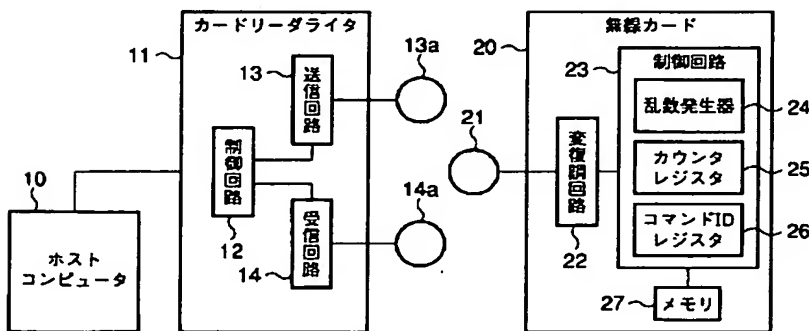 カードリーダライタ
11
13
送信回路
13a
制御回路
12
14
受信回路
14a
10
ホスト
コンピュータ
無線カード
20
21
変復調回路
22
23
制御回路
乱数発生器
24
カウンタ
レジスタ
25
コマンドID
レジスタ
26
27
メモリ